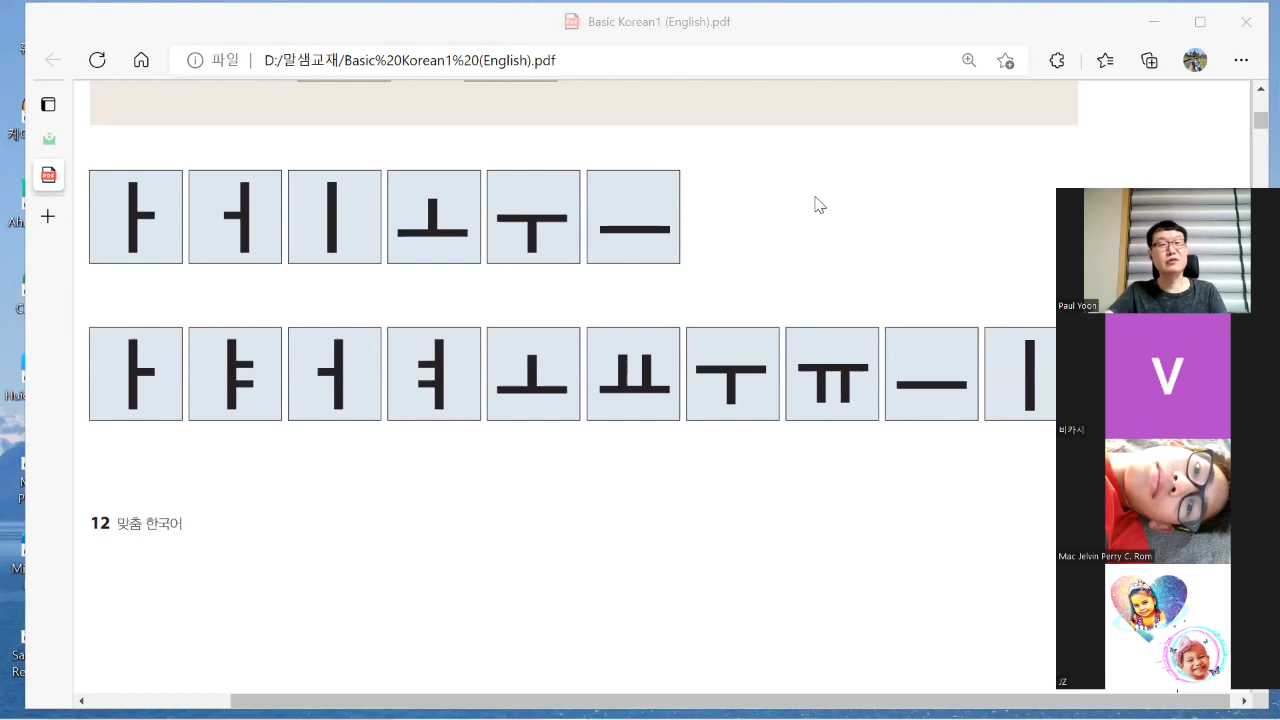 Basic Korean1 (English).pdf
파일 D:/말샘교재/Basic%20Korean1%20(English).pdf
ㅏ ㅓ ㅣ ㅗ ㅜ ㅡ
ㅏ ㅑ ㅓ ㅕ ㅗ ㅛ ㅜ ㅠ ㅡ ㅣ
12 맞춤 한국어
Paul Yoon
V
비카시
Mac Jelvin Perry C. Rom
JZ